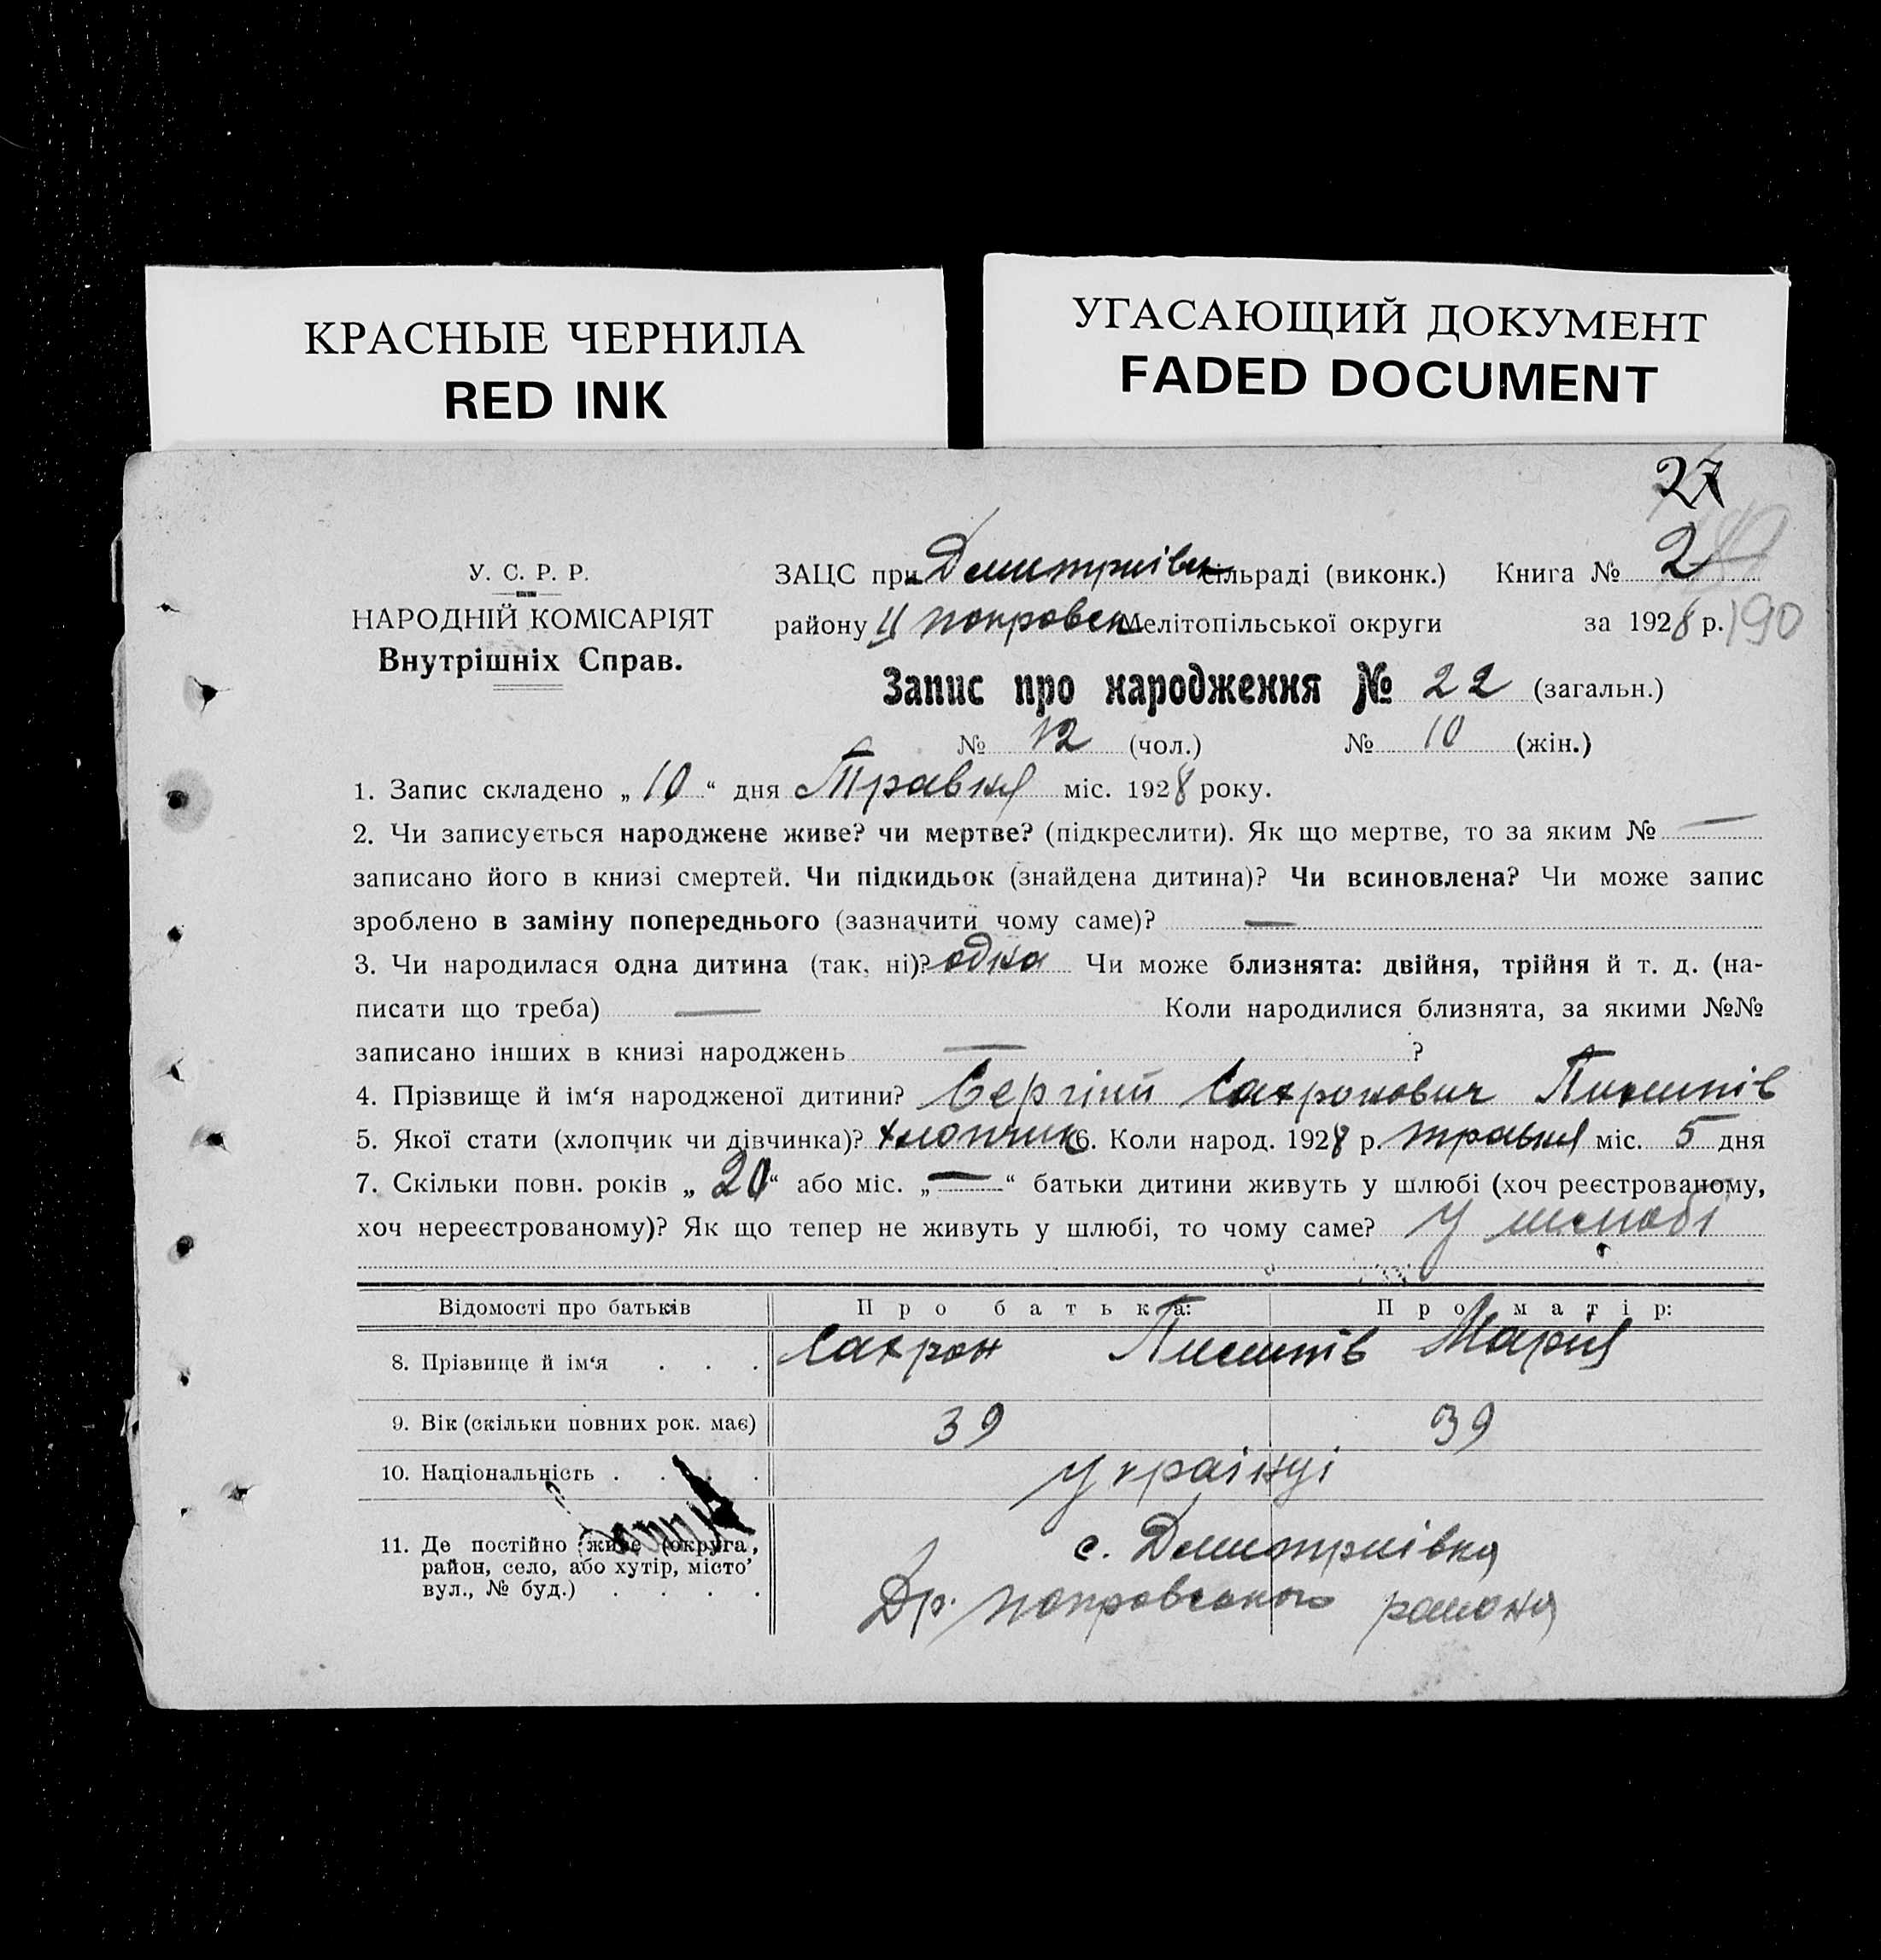 КРАСНЫЕ ЧЕРНИЛА
RED INK
УГАСАЮЩИЙ ДОКУМЕНТ
FADED DOCUMENT
27
У. С. Р. Р.
НАРОДНІЙ КОМІСАРІЯТ
Внутрішніх Справ.
ЗАЦС при Демитриівск сільраді (виконк.) Книга № 2
району ІІ покровськ Мелітопільської округи за 1928 р. 190
Запис про народження № 22 (загальн.)
№ 12 (чол.) № 10 (жін.)
1. Запис складено „ 10 “ дня Травня міс. 1928 року.
2. Чи записується народжене живе? чи мертве? (підкреслити). Як що мертве, то за яким № —
записано його в книзі смертей. Чи підкидьок (знайдена дитина)? Чи всиновлена? Чи може запис
зроблено в заміну попереднього (зазначити чому саме)? —
3. Чи народилася одна дитина (так, ні)? одна Чи може близнята: двійня, трійня й т. д. (на-
писати що треба) — Коли народилися близнята, за якими №№
записано інших в книзі народжень — ?
4. Прізвище й ім‘я народженої дитини? Сергіий Сахронович
5. Якої стати (хлопчик чи дівчинка)? хлопчик 6. Коли народ. 1928 р. травня міс. 5 дня
7. Скільки повн. років „ 20 “ або міс. „ — “ батьки дитини живуть у шлюбі (хоч реєстрованому,
хоч нереєстрованому)? Як що тепер не живуть у шлюбі, то чому саме? У шлюбі
Відомості про батьків Про батька: Про матір:
8. Прізвище й ім‘я . . . Сахрон Марія
9. Вік (скільки повних рок. має) 39 39
10. Національність . . . . Українці
11. Де постійно живе (округа, район, село, або хутір, місто’ вул., № буд.) . . . .
с. Демитриівка
Др. покровського района